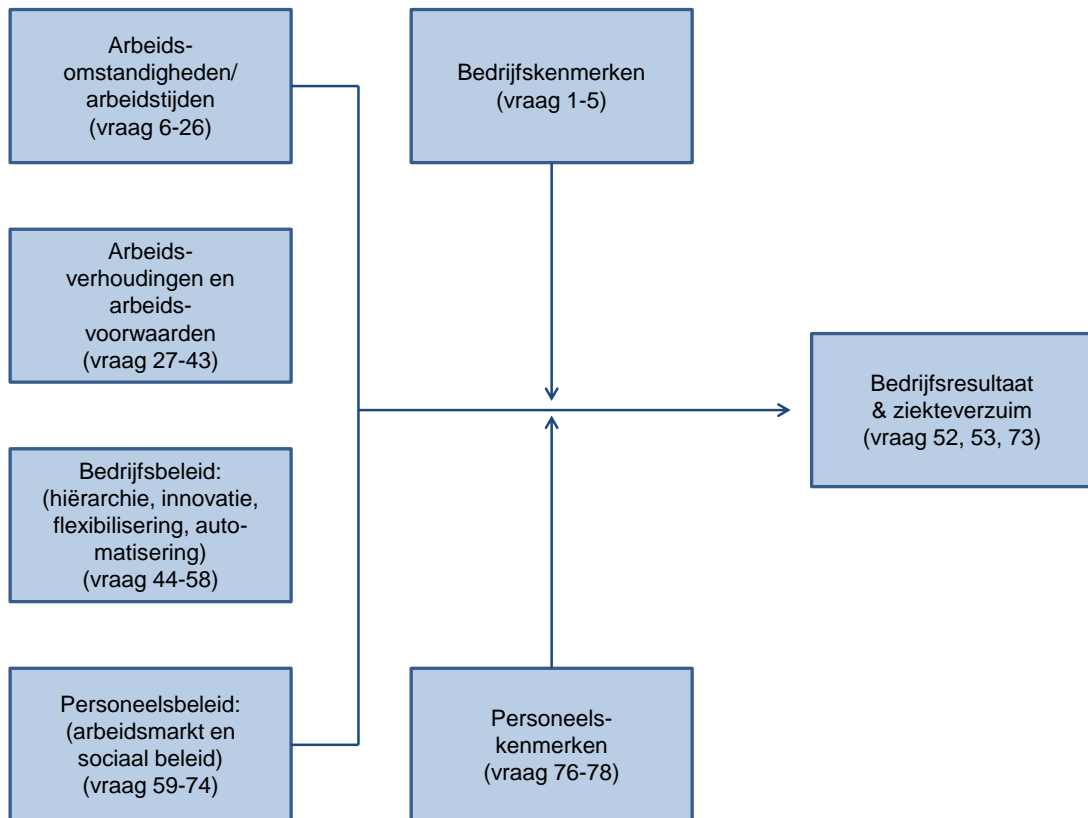 Arbeids-
omstandigheden/
arbeidstijden
(vraag 6-26)
Bedrijfskenmerken
(vraag 1-5)
Arbeids-
verhoudingen en
arbeids-
voorwaarden
(vraag 27-43)
Bedrijfsresultaat
& ziekteverzuim
(vraag 52, 53, 73)
Bedrijfsbeleid:
(hiërarchie, innovatie,
flexibilisering, auto-
matisering)
(vraag 44-58)
Personeelsbeleid:
(arbeidsmarkt en
sociaal beleid)
(vraag 59-74)
Personeels-
kenmerken
(vraag 76-78)